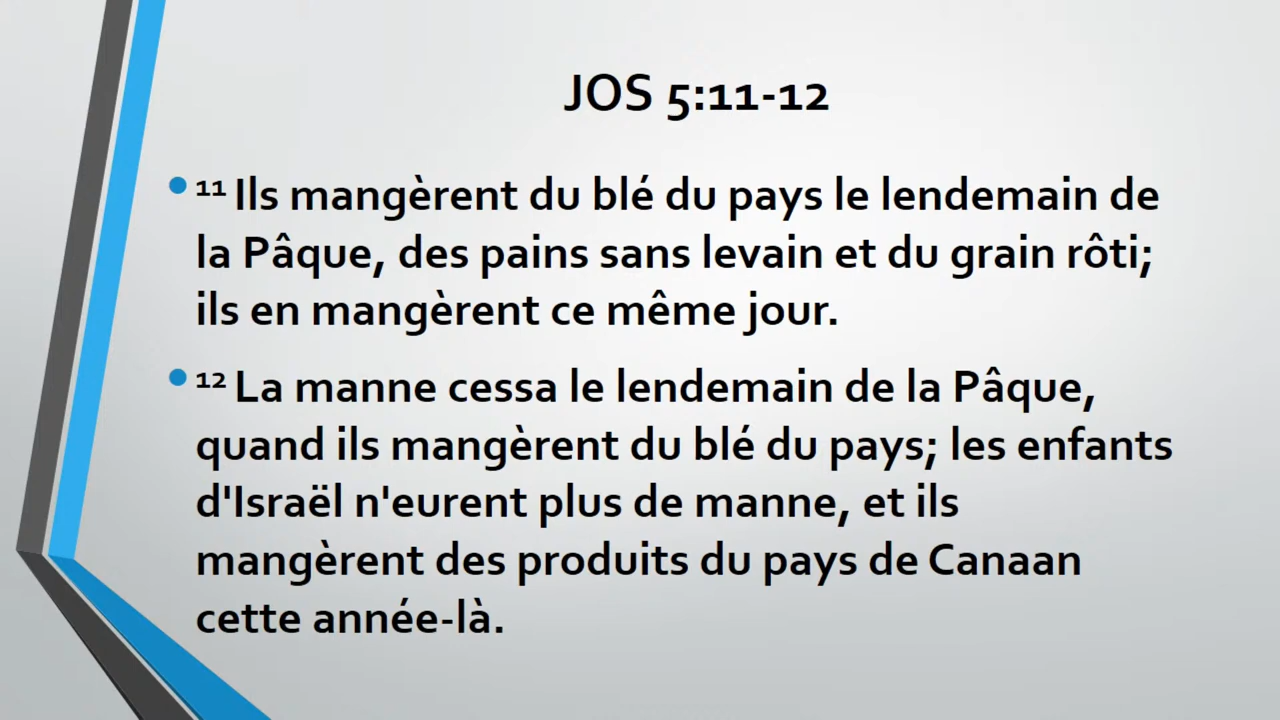 JOS 5:11-12
• 11 Ils mangèrent du blé du pays le lendemain de
la Pâque, des pains sans levain et du grain rôti;
ils en mangèrent ce même jour.
• 12 La manne cessa le lendemain de la Pâque,
quand ils mangèrent du blé du pays; les enfants
d'Israël n'eurent plus de manne, et ils
mangèrent des produits du pays de Canaan
cette année-là.